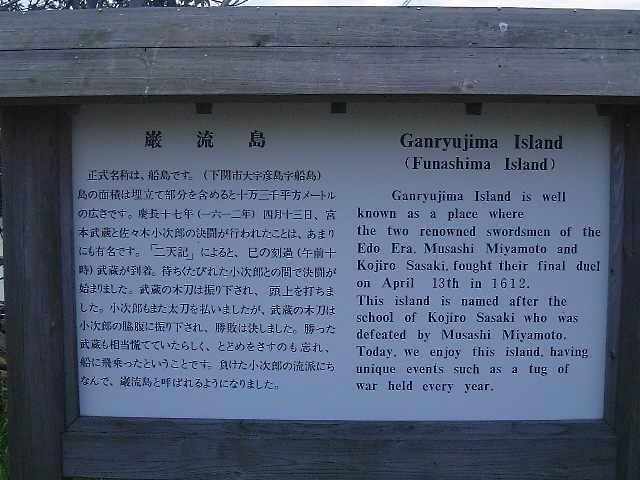 巌流島
正式名称は、船島です。(下関市大字彦島字船島)
島の面積は埋立て部分を含めると十万三千平方メートル
の広さです。慶長十七年(一六一二年)四月十三日、宮
本武蔵と佐々木小次郎の決闘が行われたことは、あまり
にも有名です。「二天記」によると、巳の刻過(午前十
時)武蔵が到着。待ちくたびれた小次郎との間で決闘が
始まりました。武蔵の木刀は振り下され、頭上を打ちま
した。小次郎もまた太刀を払いましたが、武蔵の木刀は
小次郎の脇腹に振り下され、勝敗は決しました。勝った
武蔵も相当慌てていたらしく、とどめをさすのも忘れ、
船に飛乗ったということです。負けた小次郎の流派にち
なんで、巌流島と呼ばれるようになりました。
Ganryujima Island
(Funashima Island)
Ganryujima Island is well
known as a place where
the two renowned swordsmen of the
Edo Era, Musashi Miyamoto and
Kojiro Sasaki, fought their final duel
on April 13th in 1612.
This island is named after the
school of Kojiro Sasaki who was
defeated by Musashi Miyamoto.
Today, we enjoy this island, having
unique events such as a tug of
war held every year.